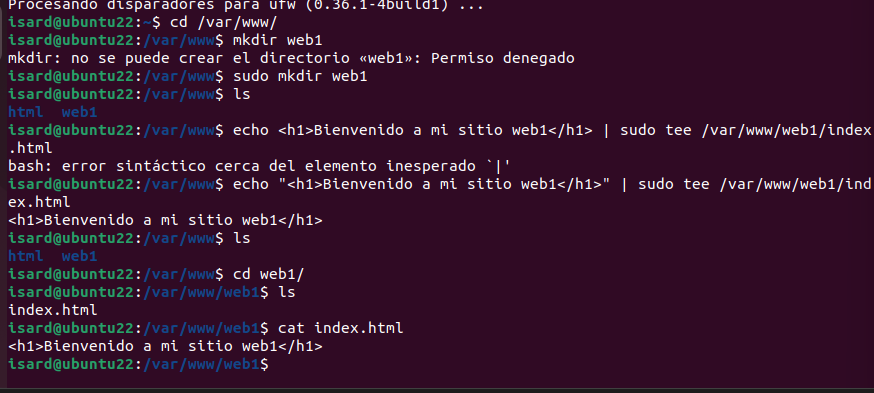 Procesando disparadores para ufw (0.36.1-4build1) ...
isard@ubuntu22:~$ cd /var/www/
isard@ubuntu22:/var/www$ mkdir web1
mkdir: no se puede crear el directorio «web1»: Permiso denegado
isard@ubuntu22:/var/www$ sudo mkdir web1
isard@ubuntu22:/var/www$ ls
html  web1
isard@ubuntu22:/var/www$ echo <h1>Bienvenido a mi sitio web1</h1> | sudo tee /var/www/web1/index
.html
bash: error sintáctico cerca del elemento inesperado `|'
isard@ubuntu22:/var/www$ echo "<h1>Bienvenido a mi sitio web1</h1>" | sudo tee /var/www/web1/ind
ex.html
<h1>Bienvenido a mi sitio web1</h1>
isard@ubuntu22:/var/www$ ls
html  web1
isard@ubuntu22:/var/www$ cd web1/
isard@ubuntu22:/var/www/web1$ ls
index.html
isard@ubuntu22:/var/www/web1$ cat index.html
<h1>Bienvenido a mi sitio web1</h1>
isard@ubuntu22:/var/www/web1$